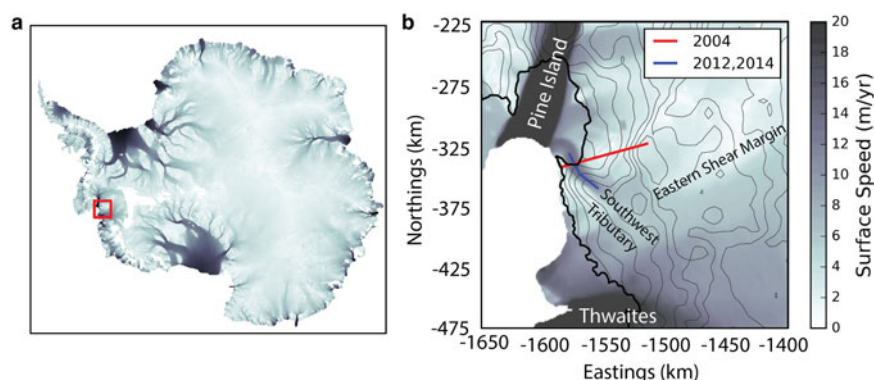 a
b
-225
-275
-325
-375
-425
-475
Northings (km)
-1650
-1600
-1550
-1500
-1450
-1400
Eastings (km)
2004
2012,2014
Pine Island
Eastern Shear Margin
Southwest
Tributary
Thwaites
20
18
16
14
12
10
8
6
4
2
0
Surface Speed (m/yr)